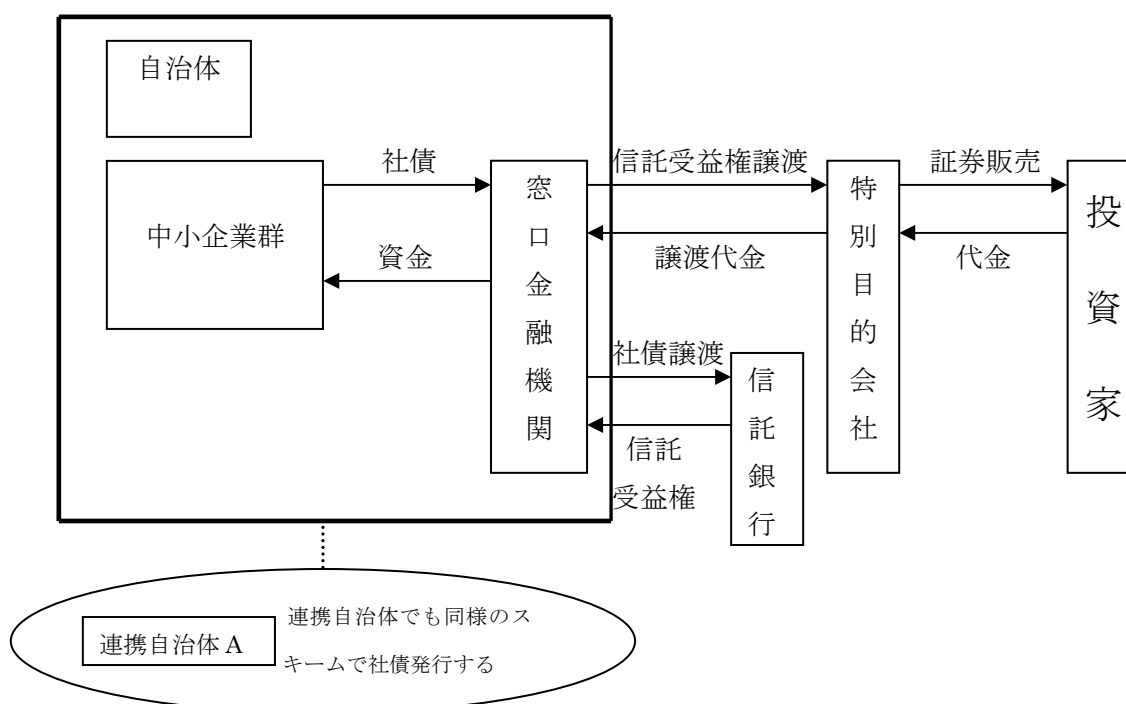 自治体
中小企業群
社債
資金
窓口金融機関
信託受益権譲渡
譲渡代金
社債譲渡
信託
受益権
信託銀行
特別目的会社
証券販売
代金
投資家
連携自治体A
連携自治体でも同様のス
キームで社債発行する